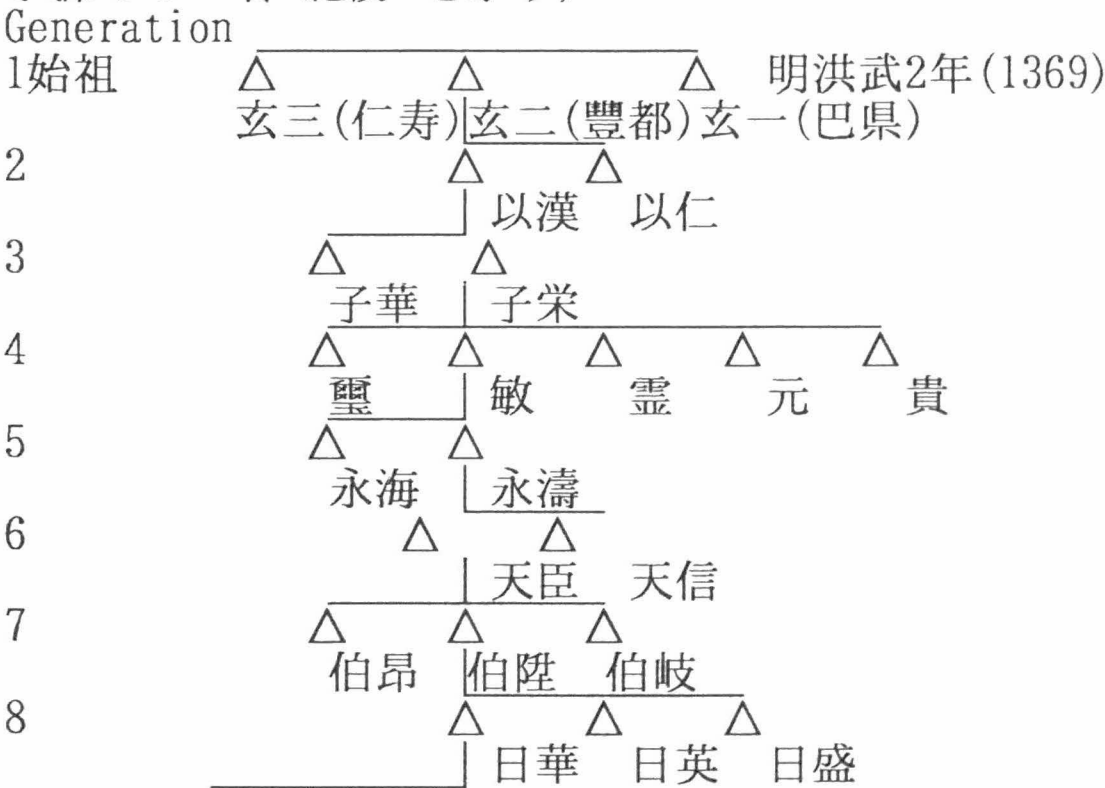 Generation
1始祖 明洪武2年(1369)
玄三(仁寿)玄二(豐都)玄一(巴県)
2
以漢 以仁
3
子華 子栄
4
璽 敏 霊 元 貴
5
永海 永濤
6
天臣 天信
7
伯昂 伯陞 伯岐
8
日華 日英 日盛